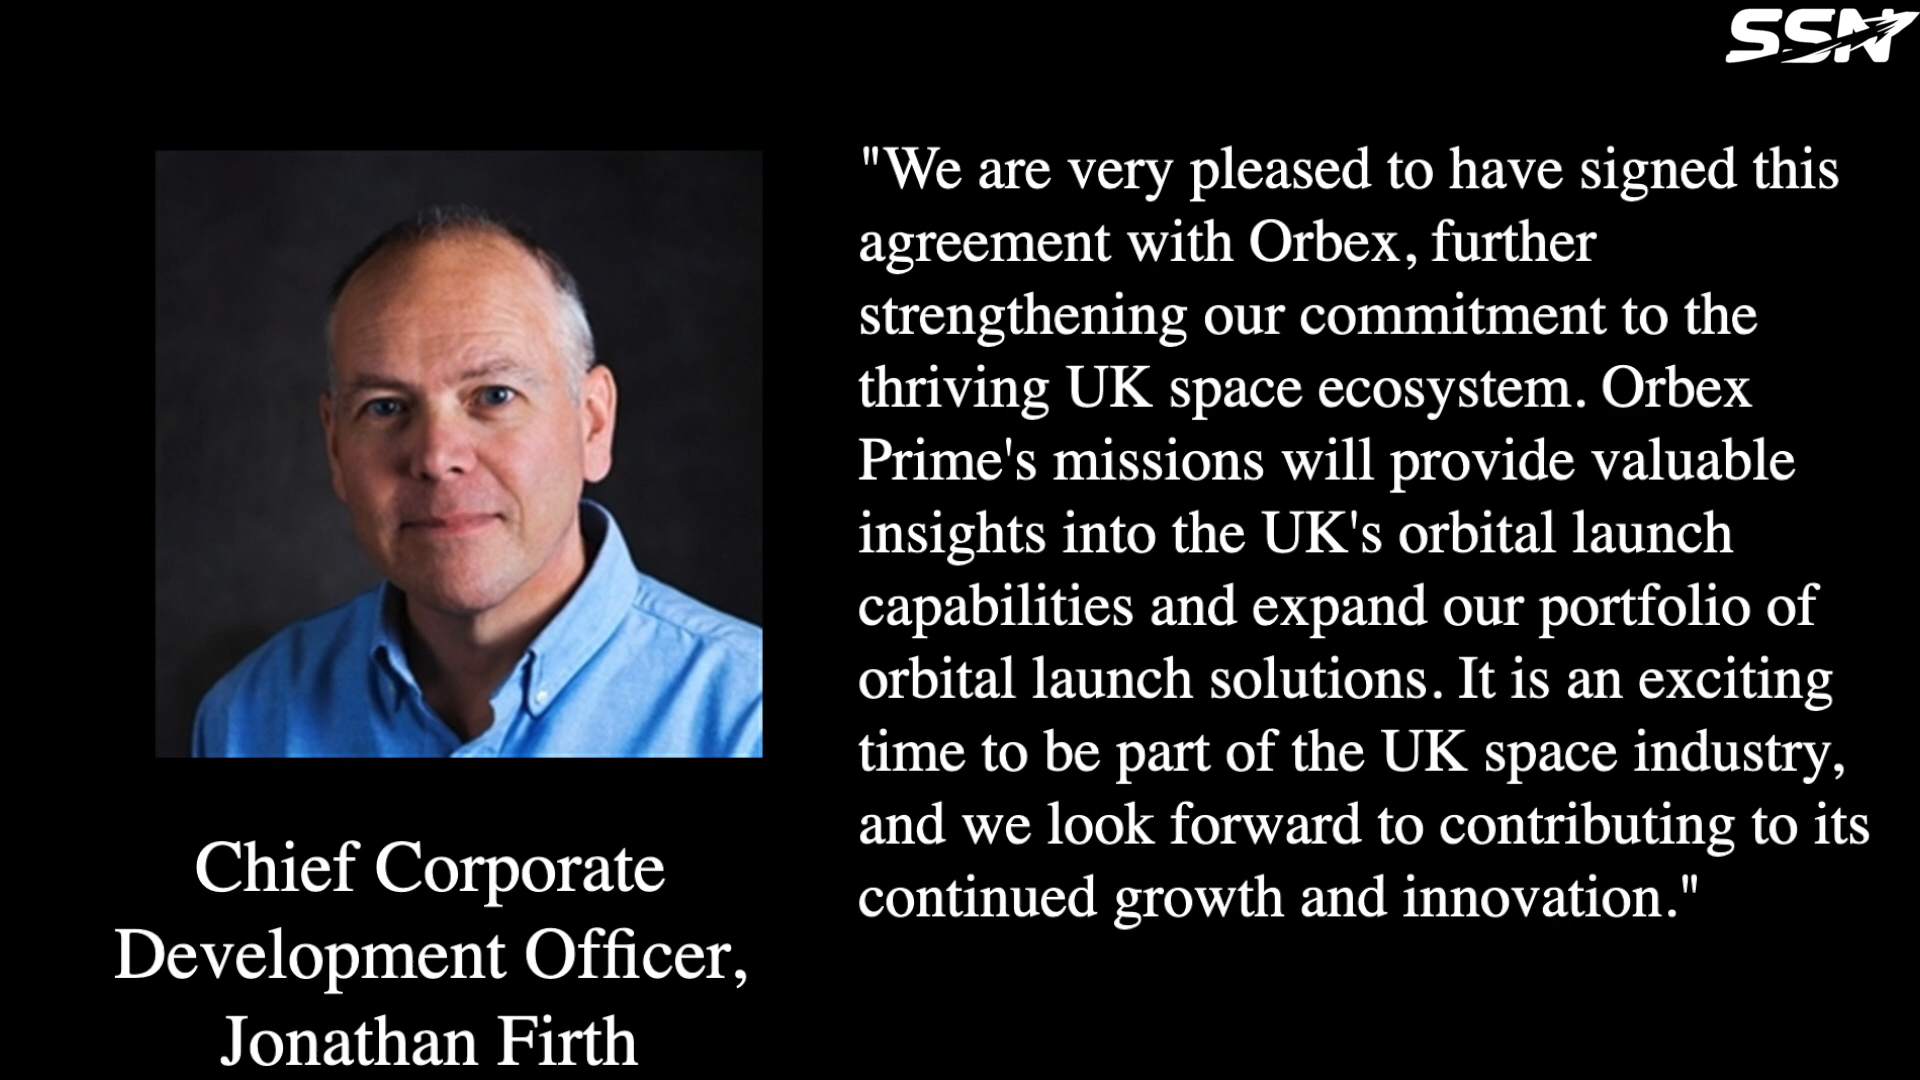 SSN
"We are very pleased to have signed this
agreement with Orbex, further
strengthening our commitment to the
thriving UK space ecosystem. Orbex
Prime's missions will provide valuable
insights into the UK's orbital launch
capabilities and expand our portfolio of
orbital launch solutions. It is an exciting
time to be part of the UK space industry,
and we look forward to contributing to its
continued growth and innovation."
Chief Corporate
Development Officer,
Jonathan Firth